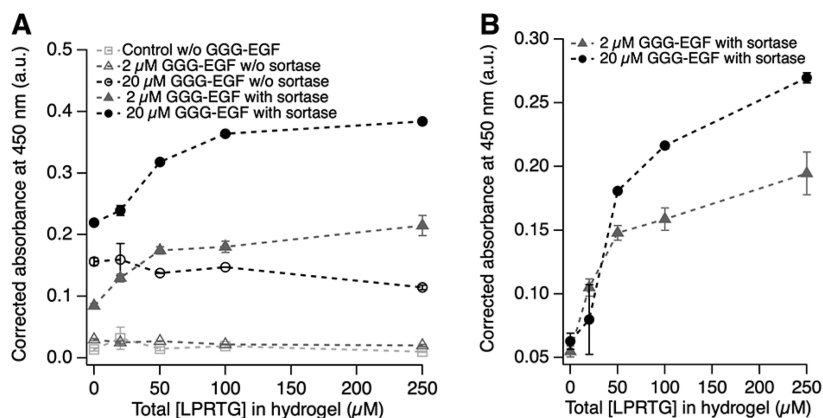 A
Corrected absorbance at 450 nm (a.u.)
0.5
0.4
0.3
0.2
0.1
0.0
Control w/o GGG-EGF
2 µM GGG-EGF w/o sortase
20 µM GGG-EGF w/o sortase
2 µM GGG-EGF with sortase
20 µM GGG-EGF with sortase
0 50 100 150 200 250
Total [LPRTG] in hydrogel (µM)
B
Corrected absorbance at 450 nm (a.u.)
0.30
0.25
0.20
0.15
0.10
0.05
2 µM GGG-EGF with sortase
20 µM GGG-EGF with sortase
0 50 100 150 200 250
Total [LPRTG] in hydrogel (µM)